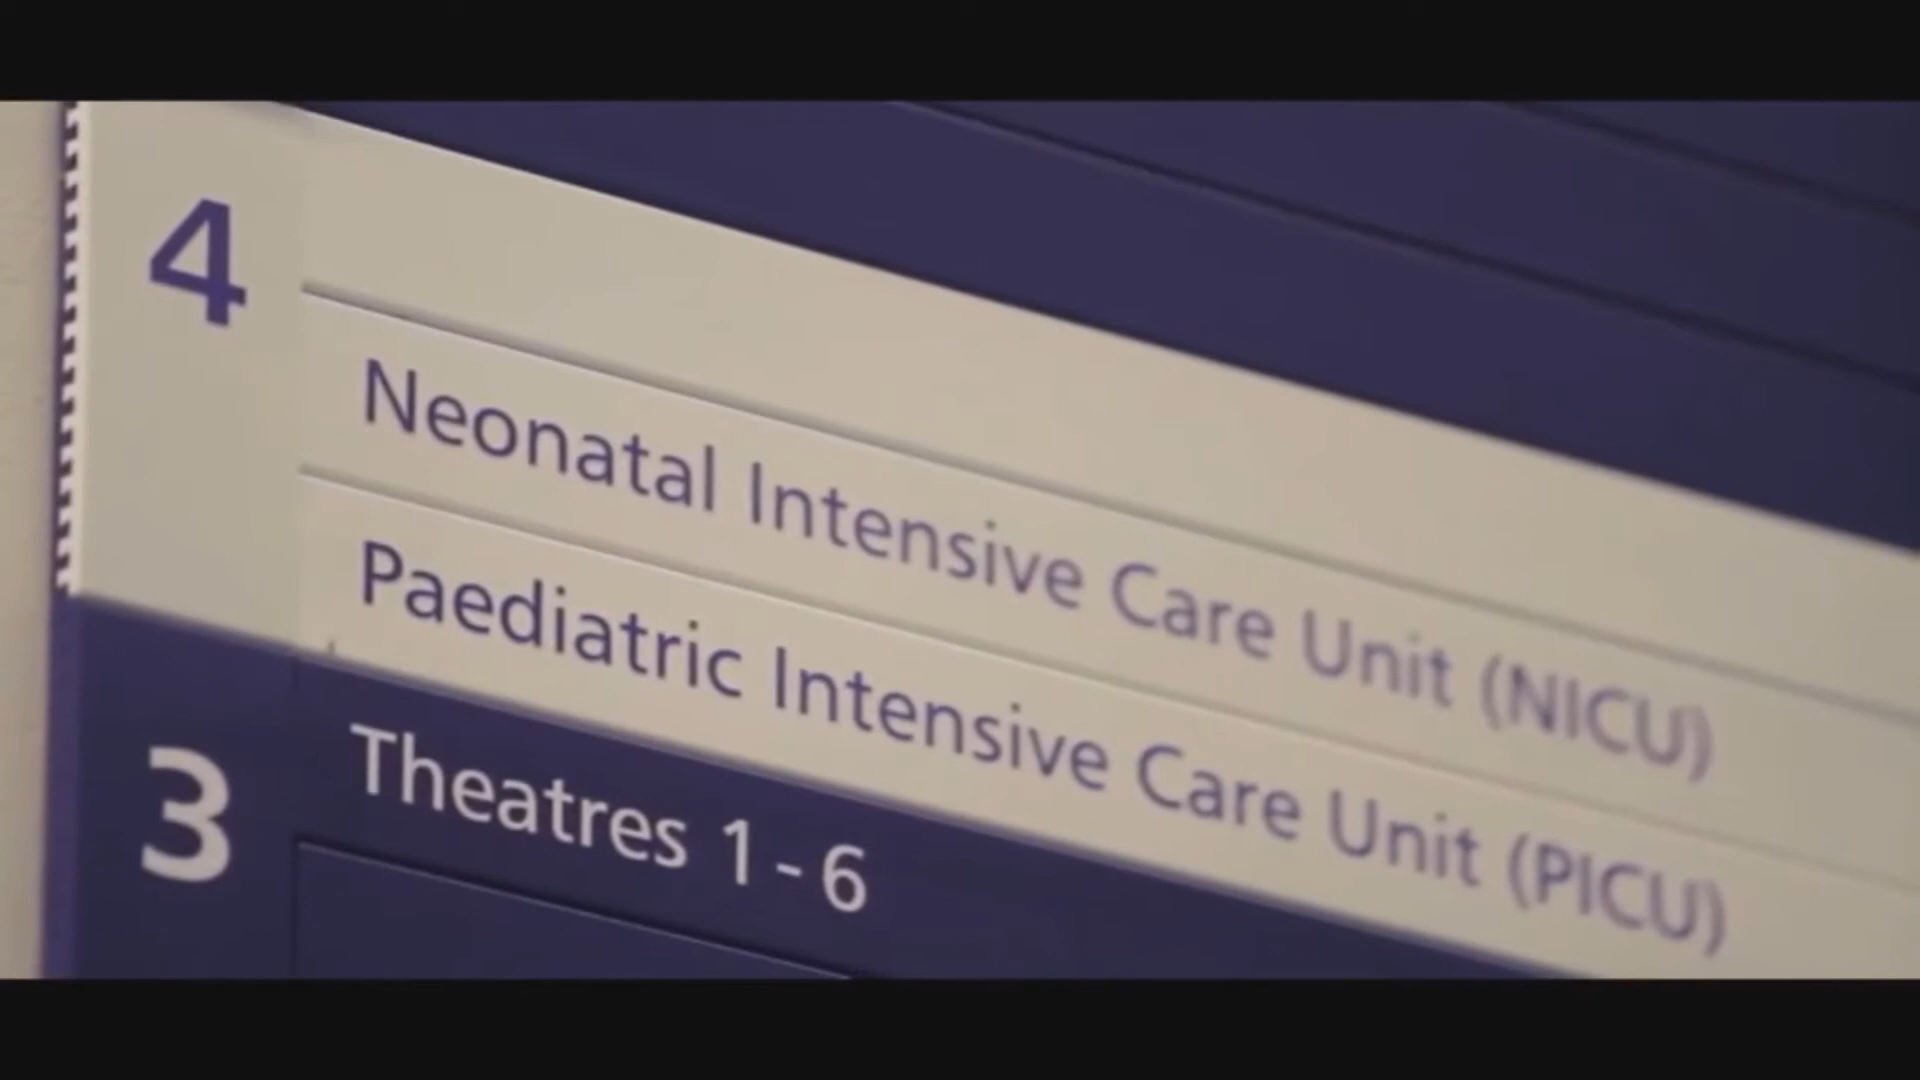 4
Neonatal Intensive Care Unit (NICU)
Paediatric Intensive Care Unit (PICU)
3
Theatres 1 - 6